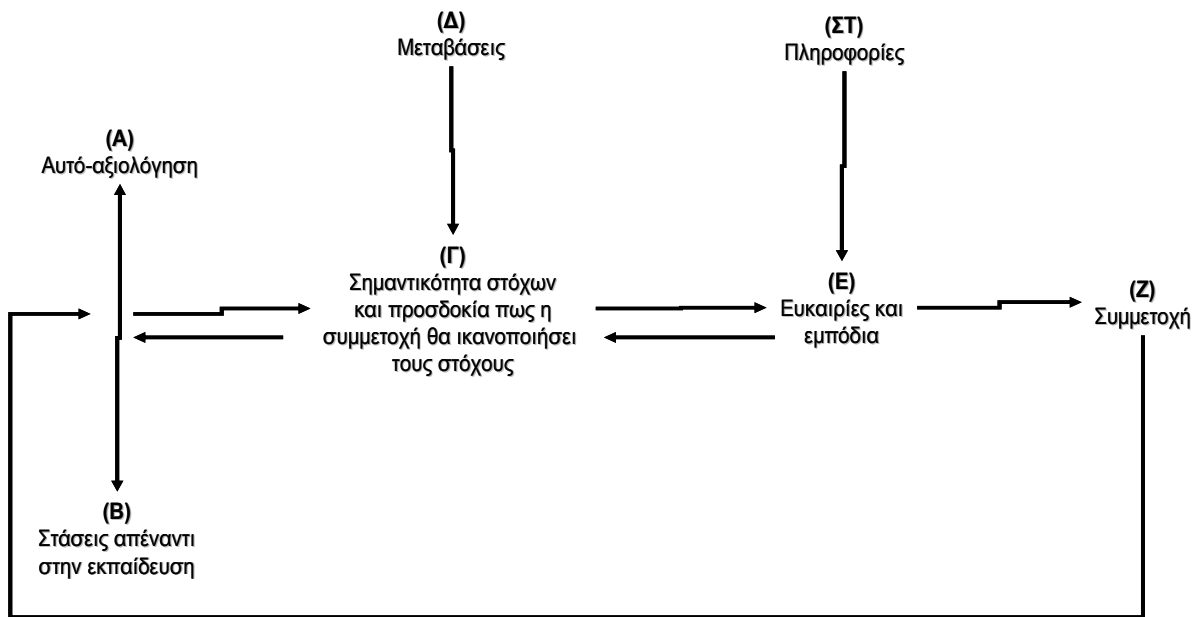 (Δ)
Μεταβάσεις
(ΣΤ)
Πληροφορίες
(Α)
Αυτό-αξιολόγηση
(Γ)
Σημαντικότητα στόχων
και προσδοκία πως η
συμμετοχή θα ικανοποιήσει
τους στόχους
(Ε)
Ευκαιρίες και
εμπόδια
(Ζ)
Συμμετοχή
(Β)
Στάσεις απέναντι
στην εκπαίδευση